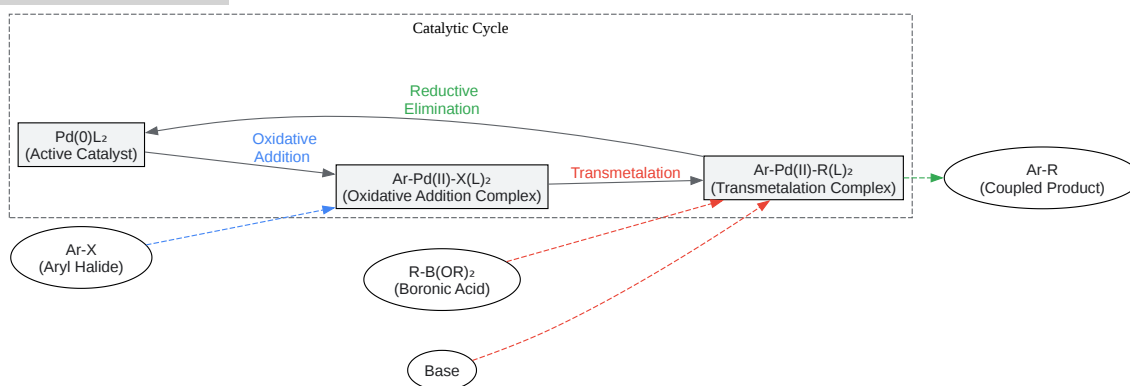 Catalytic Cycle
Reductive
Elimination
Pd(0)L₂
(Active Catalyst)
Oxidative
Addition
Ar-Pd(II)-X(L)₂
(Oxidative Addition Complex)
Transmetalation
Ar-Pd(II)-R(L)₂
(Transmetalation Complex)
Ar-R
(Coupled Product)
Ar-X
(Aryl Halide)
R-B(OR)₂
(Boronic Acid)
Base